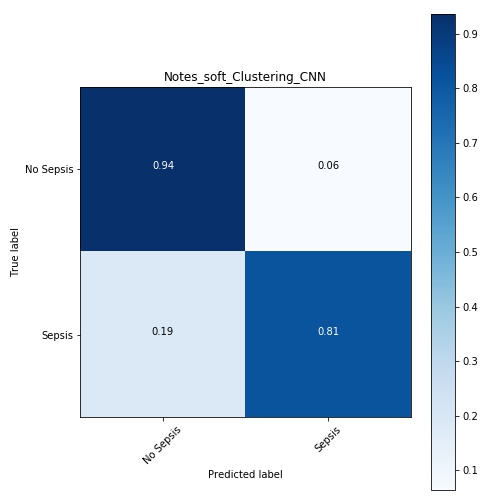 Notes_soft_Clustering_CNN
No Sepsis
0.94
0.06
Sepsis
0.19
0.81
True label
No Sepsis
Sepsis
Predicted label
0.9
0.8
0.7
0.6
0.5
0.4
0.3
0.2
0.1